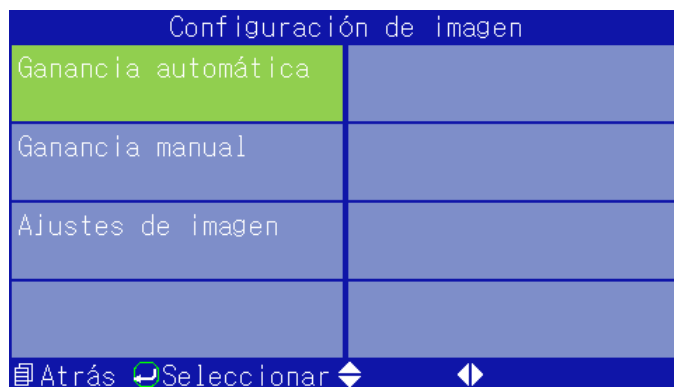 Configuración de imagen
Ganancia automática
Ganancia manual
Ajustes de imagen
Atrás Seleccionar